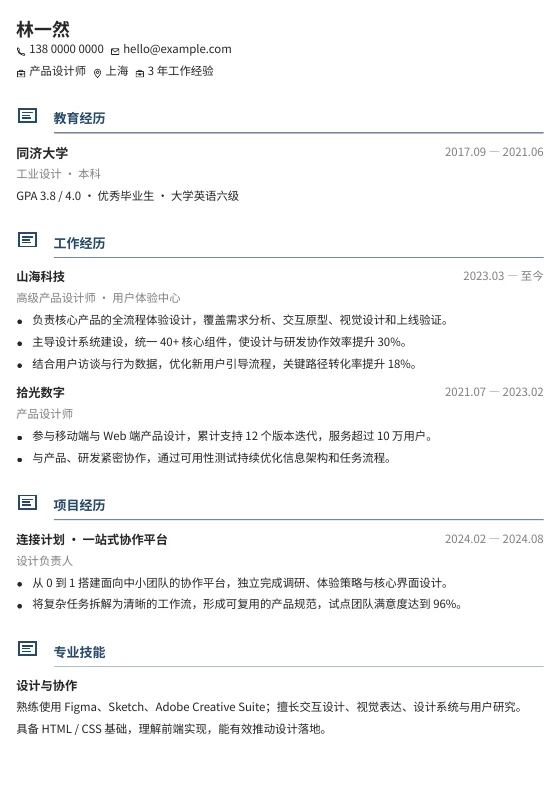 林一然
138 0000 0000 hello@example.com
产品设计师 上海 3 年工作经验
教育经历
同济大学 2017.09 — 2021.06
工业设计 • 本科
GPA 3.8 / 4.0 • 优秀毕业生 • 大学英语六级
工作经历
山海科技 2023.03 — 至今
高级产品设计师 • 用户体验中心
• 负责核心产品的全流程体验设计，覆盖需求分析、交互原型、视觉设计和上线验证。
• 主导设计系统建设，统一 40+ 核心组件，使设计与研发协作效率提升 30%。
• 结合用户访谈与行为数据，优化新用户引导流程，关键路径转化率提升 18%。
拾光数字 2021.07 — 2023.02
产品设计师
• 参与移动端与 Web 端产品设计，累计支持 12 个版本迭代，服务超过 10 万用户。
• 与产品、研发紧密协作，通过可用性测试持续优化信息架构和任务流程。
项目经历
连接计划 • 一站式协作平台 2024.02 — 2024.08
设计负责人
• 从 0 到 1 搭建面向中小团队的协作平台，独立完成调研、体验策略与核心界面设计。
• 将复杂任务拆解为清晰的工作流，形成可复用的产品规范，试点团队满意度达到 96%。
专业技能
设计与协作
熟练使用 Figma、Sketch、Adobe Creative Suite；擅长交互设计、视觉表达、设计系统与用户研究。
具备 HTML / CSS 基础，理解前端实现，能有效推动设计落地。